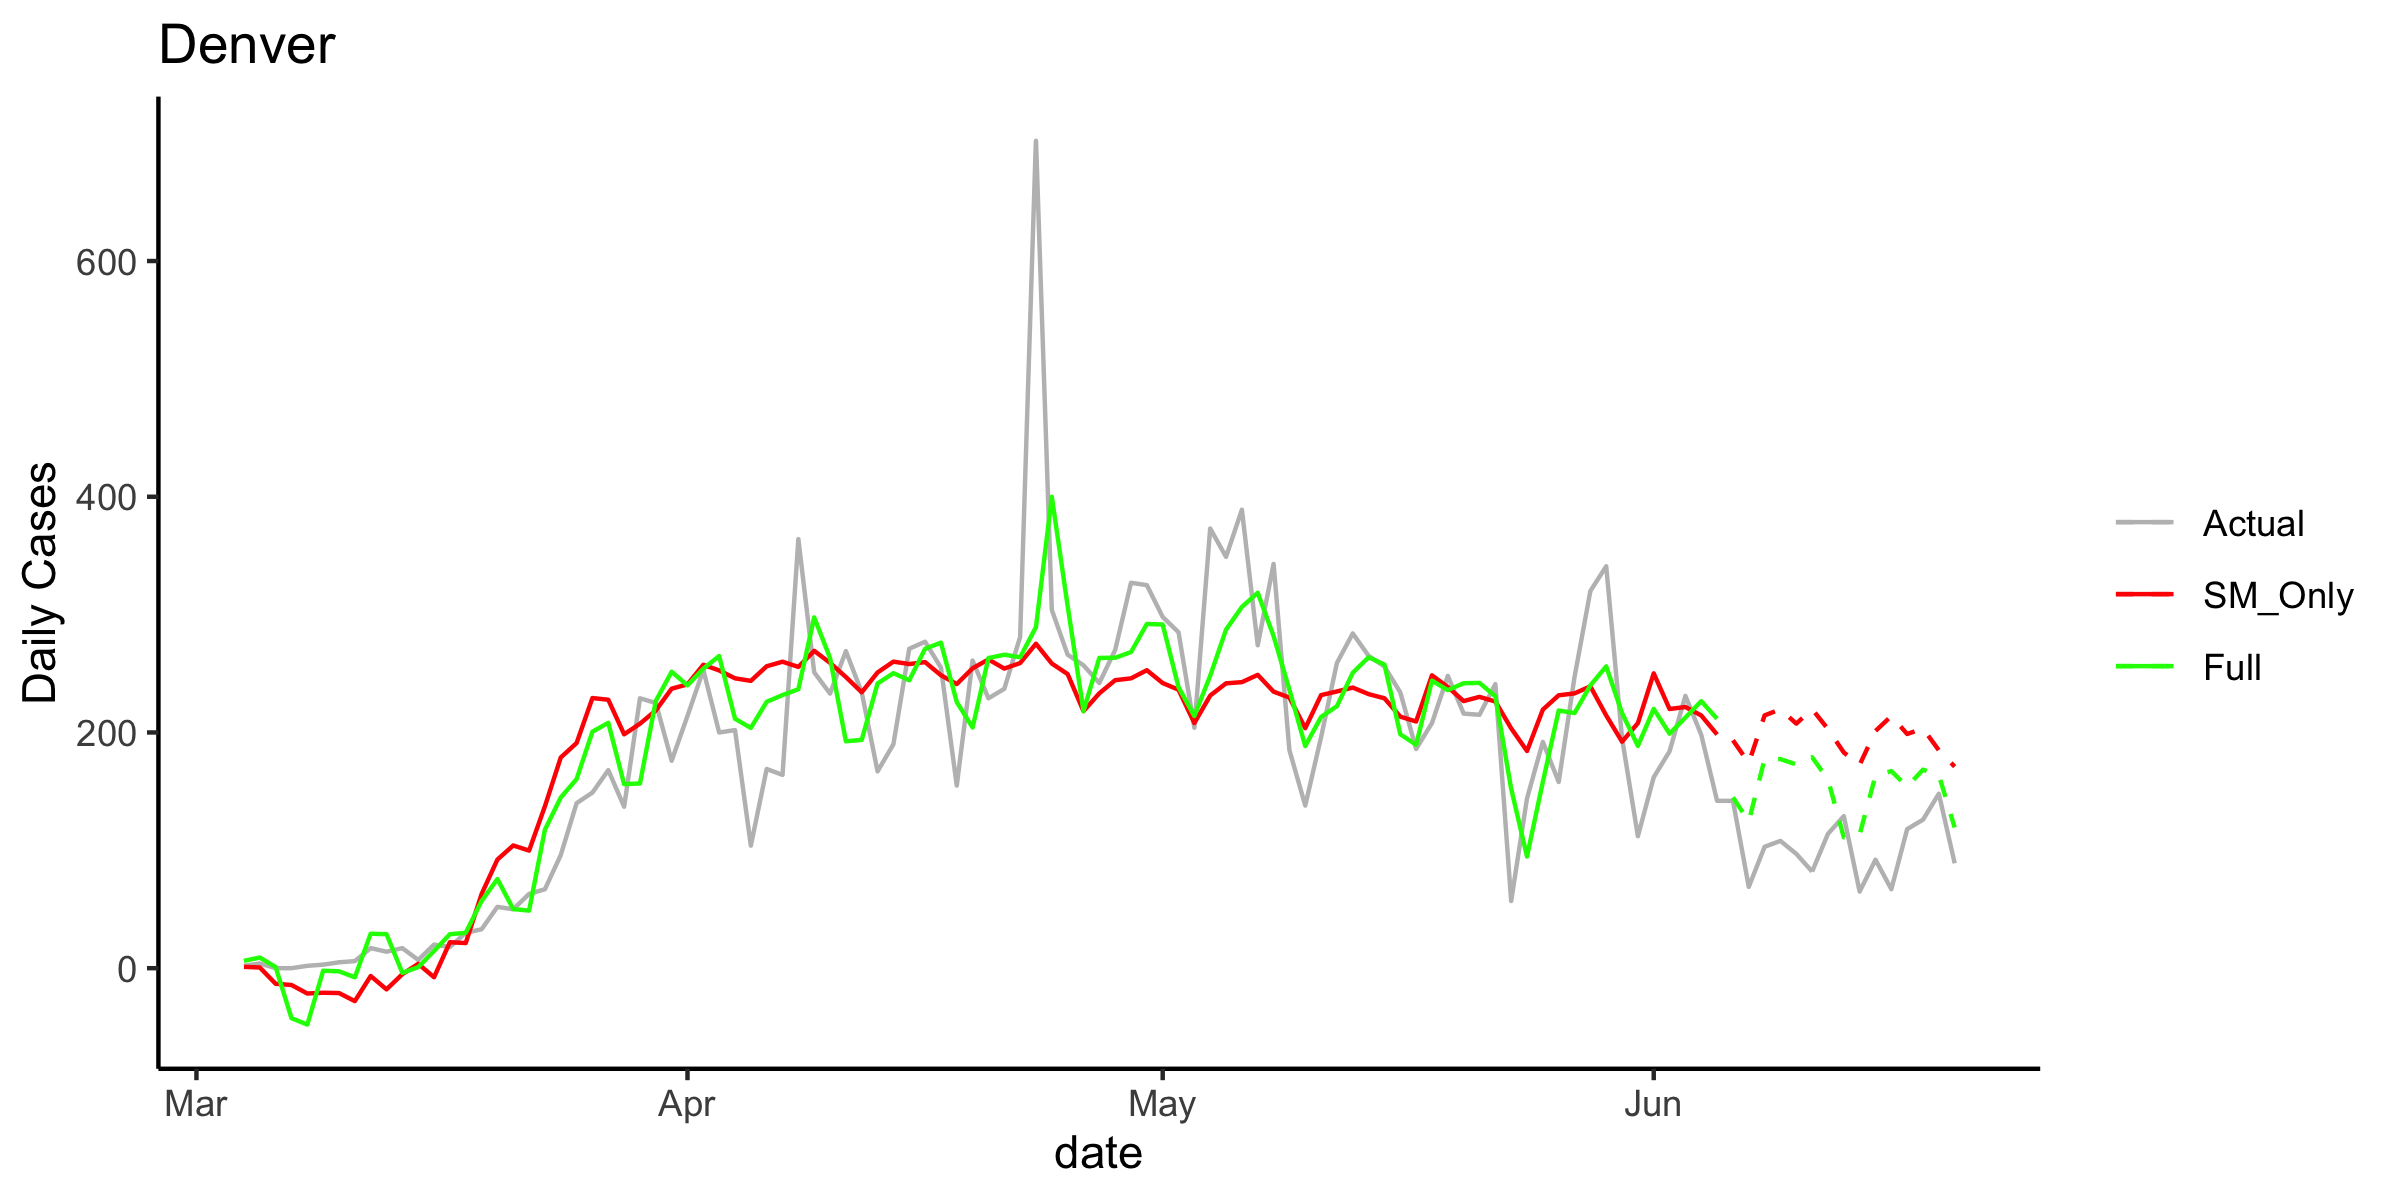 Denver
Daily Cases
600
400
200
0
Mar
Apr
May
Jun
date
Actual
SM_Only
Full